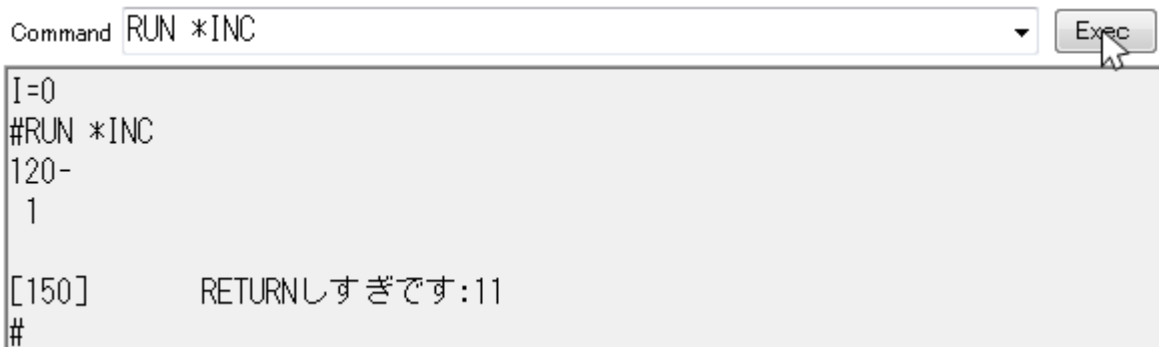 Command RUN *INC Exec
I=0
#RUN *INC
120-
1
[150] RETURNしすぎです:11
#